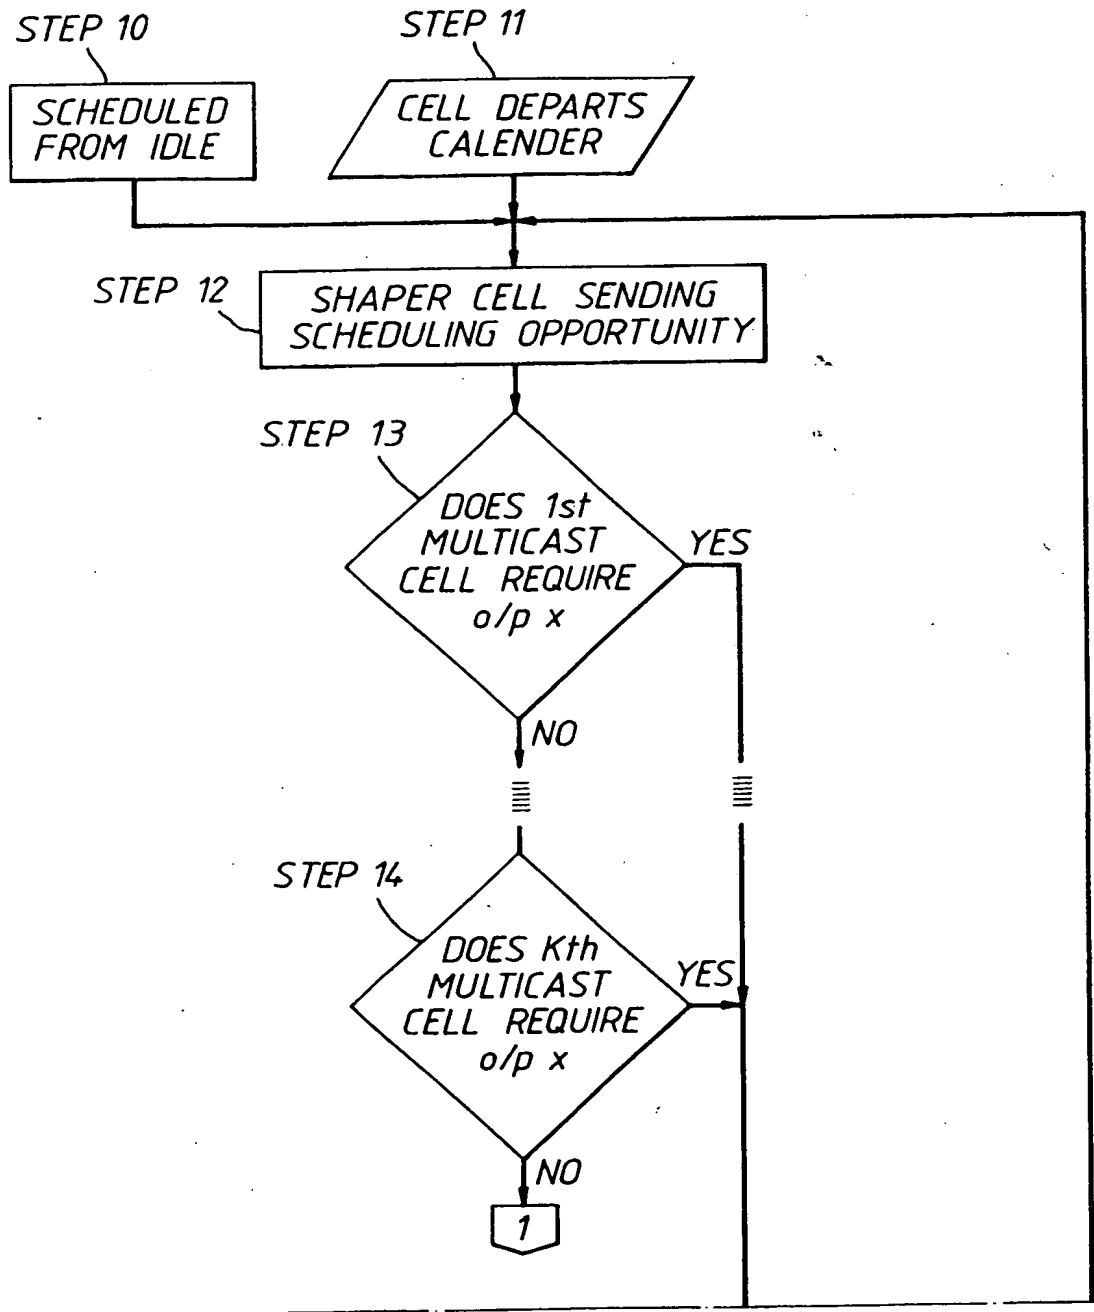 STEP 10
STEP 11
SCHEDULED
FROM IDLE
CELL DEPARTS
CALENDER
STEP 12
SHAPER CELL SENDING
SCHEDULING OPPORTUNITY
STEP 13
DOES 1st
MULTICAST
CELL REQUIRE
o/p x
YES
NO
STEP 14
DOES Kth
MULTICAST
CELL REQUIRE
o/p x
YES
NO
1